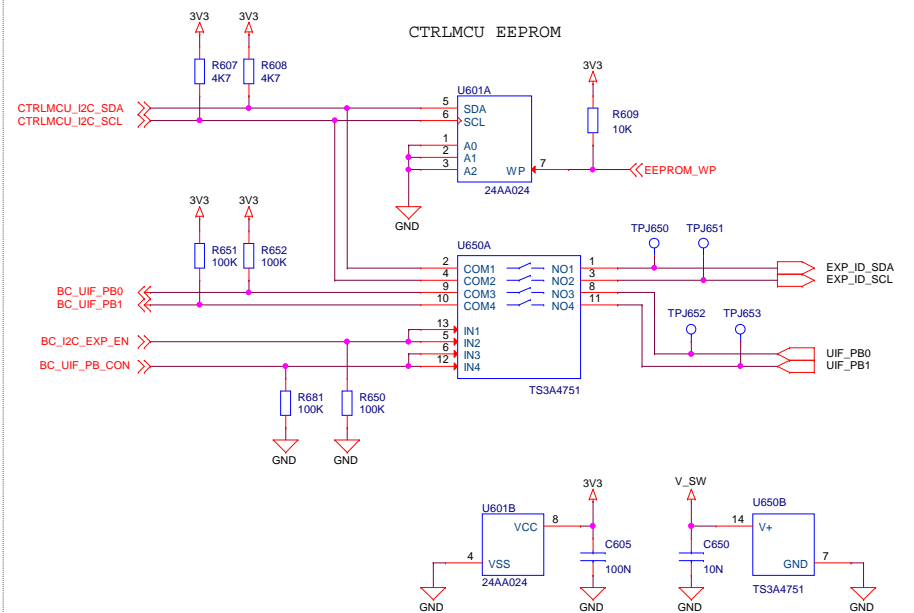 CTRLMCU EEPROM
3V3 3V3
R607 R608
4K7 4K7
3V3
R609
10K
U601A
CTRLMCU_I2C_SDA 5 SDA
CTRLMCU_I2C_SCL 6 SCL
1 A0
2 A1
3 A2 WP 7 EEPROM_WP
24AA024
GND
3V3 3V3
R651 R652
100K 100K
U650A
TPJ650 TPJ651
2 COM1 NO1 1 EXP_ID_SDA
4 COM2 NO2 3 EXP_ID_SCL
BC_UIF_PB0 9 COM3 NO3 8
BC_UIF_PB1 10 COM4 NO4 11
TPJ652 TPJ653
13 IN1
BC_I2C_EXP_EN 5 IN2
6 IN3 UIF_PB0
BC_UIF_PB_CON 12 IN4 UIF_PB1
TS3A4751
R681 R650
100K 100K
GND GND
3V3 V_SW
U601B U650B
VCC 8 14 V+
C605 C650
100N 10N
4 VSS GND 7
24AA024 TS3A4751
GND GND GND GND